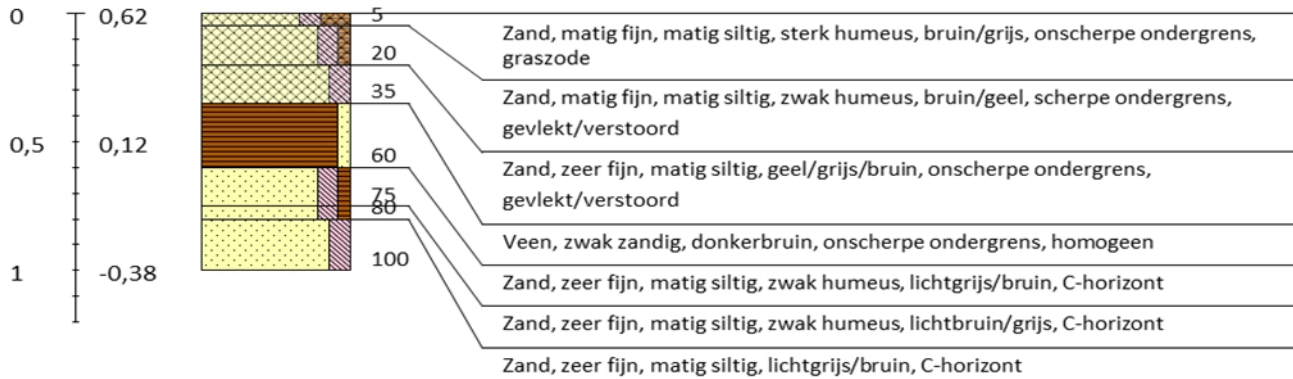 0 0,62 5
Zand, matig fijn, matig siltig, sterk humeus, bruin/grijs, onscherpe ondergrens,
graszode
20
Zand, matig fijn, matig siltig, zwak humeus, bruin/geel, scherpe ondergrens,
gevlekt/verstoord
35
0,5 0,12
60
Zand, zeer fijn, matig siltig, geel/grijs/bruin, onscherpe ondergrens,
gevlekt/verstoord
75
80
Veen, zwak zandig, donkerbruin, onscherpe ondergrens, homogeen
100
1 -0,38
Zand, zeer fijn, matig siltig, zwak humeus, lichtgrijs/bruin, C-horizont
Zand, zeer fijn, matig siltig, zwak humeus, lichtbruin/grijs, C-horizont
Zand, zeer fijn, matig siltig, lichtgrijs/bruin, C-horizont